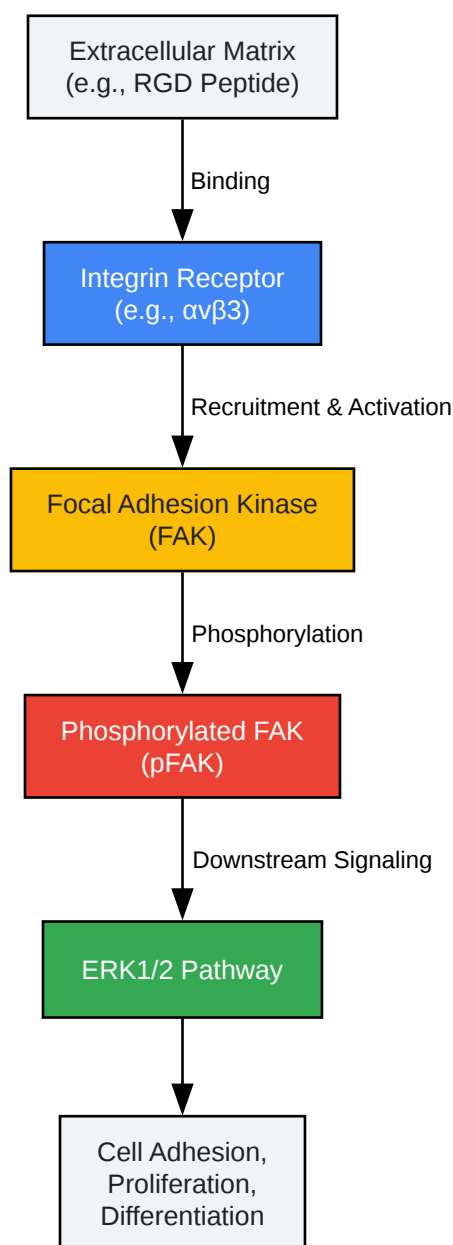 Extracellular Matrix
(e.g., RGD Peptide)
Binding
Integrin Receptor
(e.g., αvβ3)
Recruitment & Activation
Focal Adhesion Kinase
(FAK)
Phosphorylation
Phosphorylated FAK
(pFAK)
Downstream Signaling
ERK1/2 Pathway
Cell Adhesion,
Proliferation,
Differentiation